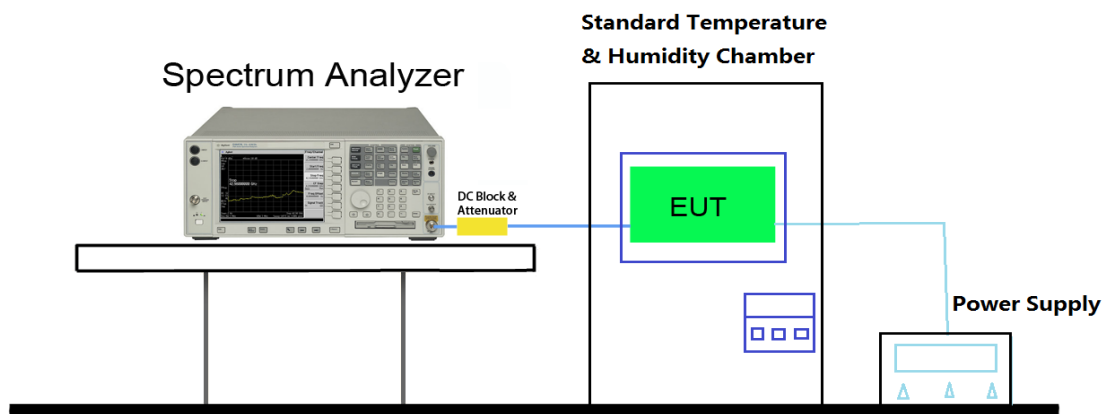 Standard Temperature
& Humidity Chamber
Spectrum Analyzer
DC Block &
Attenuator
EUT
Power Supply